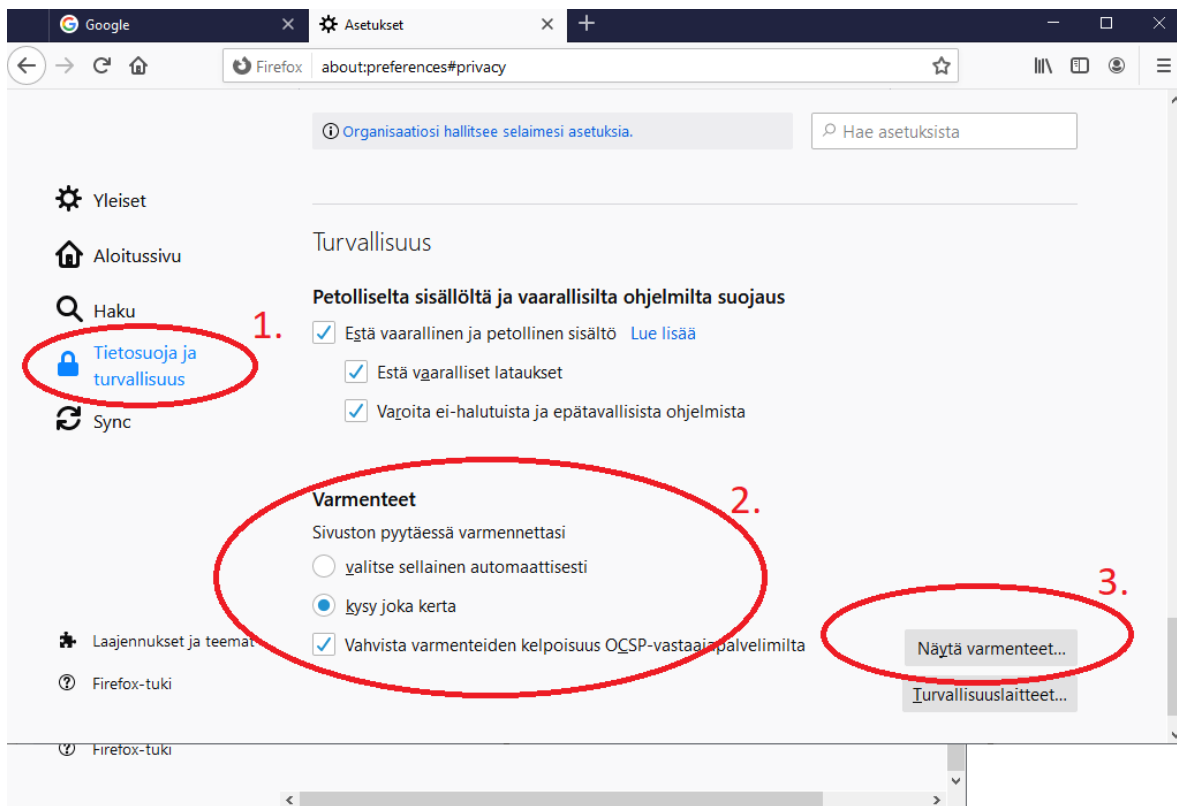 Google
Asetukset
Firefox about:preferences#privacy
Organisaatiosi hallitsee selaimesi asetuksia.
Hae asetuksista
Yleiset
Aloitussivu
Haku
1.
Tietosuoja ja
turvallisuus
Sync
Turvallisuus
Petolliselta sisällöltä ja vaarallisilta ohjelmilta suojaus
Estä vaarallinen ja petollinen sisältö Lue lisää
Estä vaaralliset lataukset
Varoita ei-halutuista ja epätavallisista ohjelmista
2.
Varmenteet
Sivuston pyytäessä varmennettasi
valitse sellainen automaattisesti
kysy joka kerta
Vahvista varmenteiden kelpoisuus OCSP-vastaajapalvelimilta
3.
Näytä varmenteet...
Turvallisuuslaitteet...
Laajennukset ja teemat
Firefox-tuki
Firefox-tuki